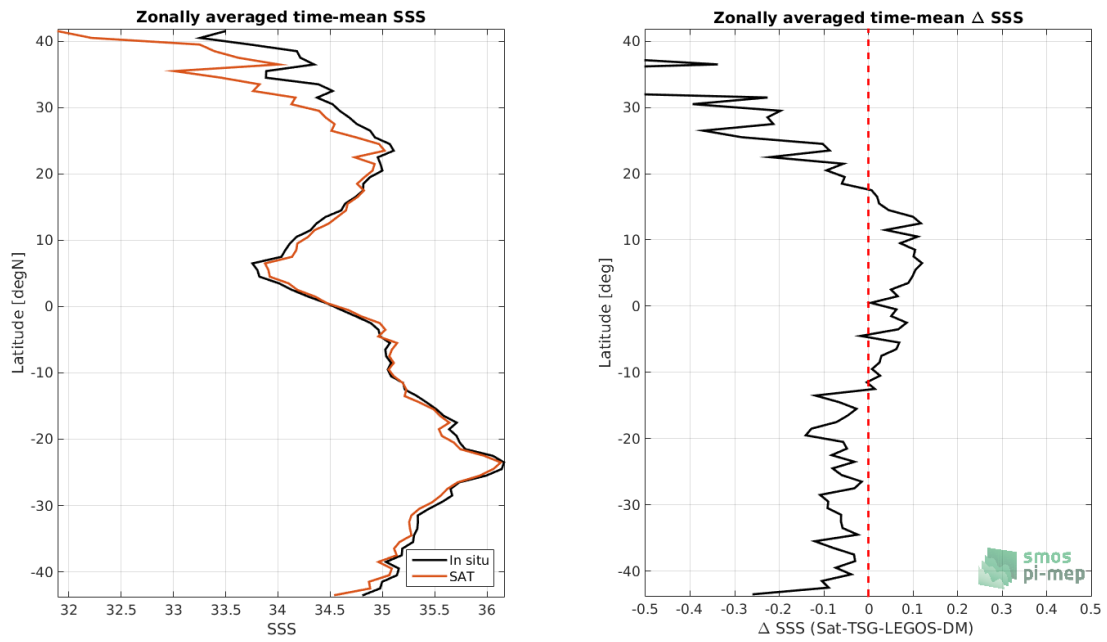 Zonally averaged time-mean SSS
40
30
20
10
0
-10
-20
-30
-40
Latitude [degN]
32 32.5 33 33.5 34 34.5 35 35.5 36
SSS
In situ
SAT
Zonally averaged time-mean Δ SSS
40
30
20
10
0
-10
-20
-30
-40
Latitude [deg]
-0.5 -0.4 -0.3 -0.2 -0.1 0 0.1 0.2 0.3 0.4 0.5
Δ SSS (Sat-TSG-LEGOS-DM)
smos
pi-mep